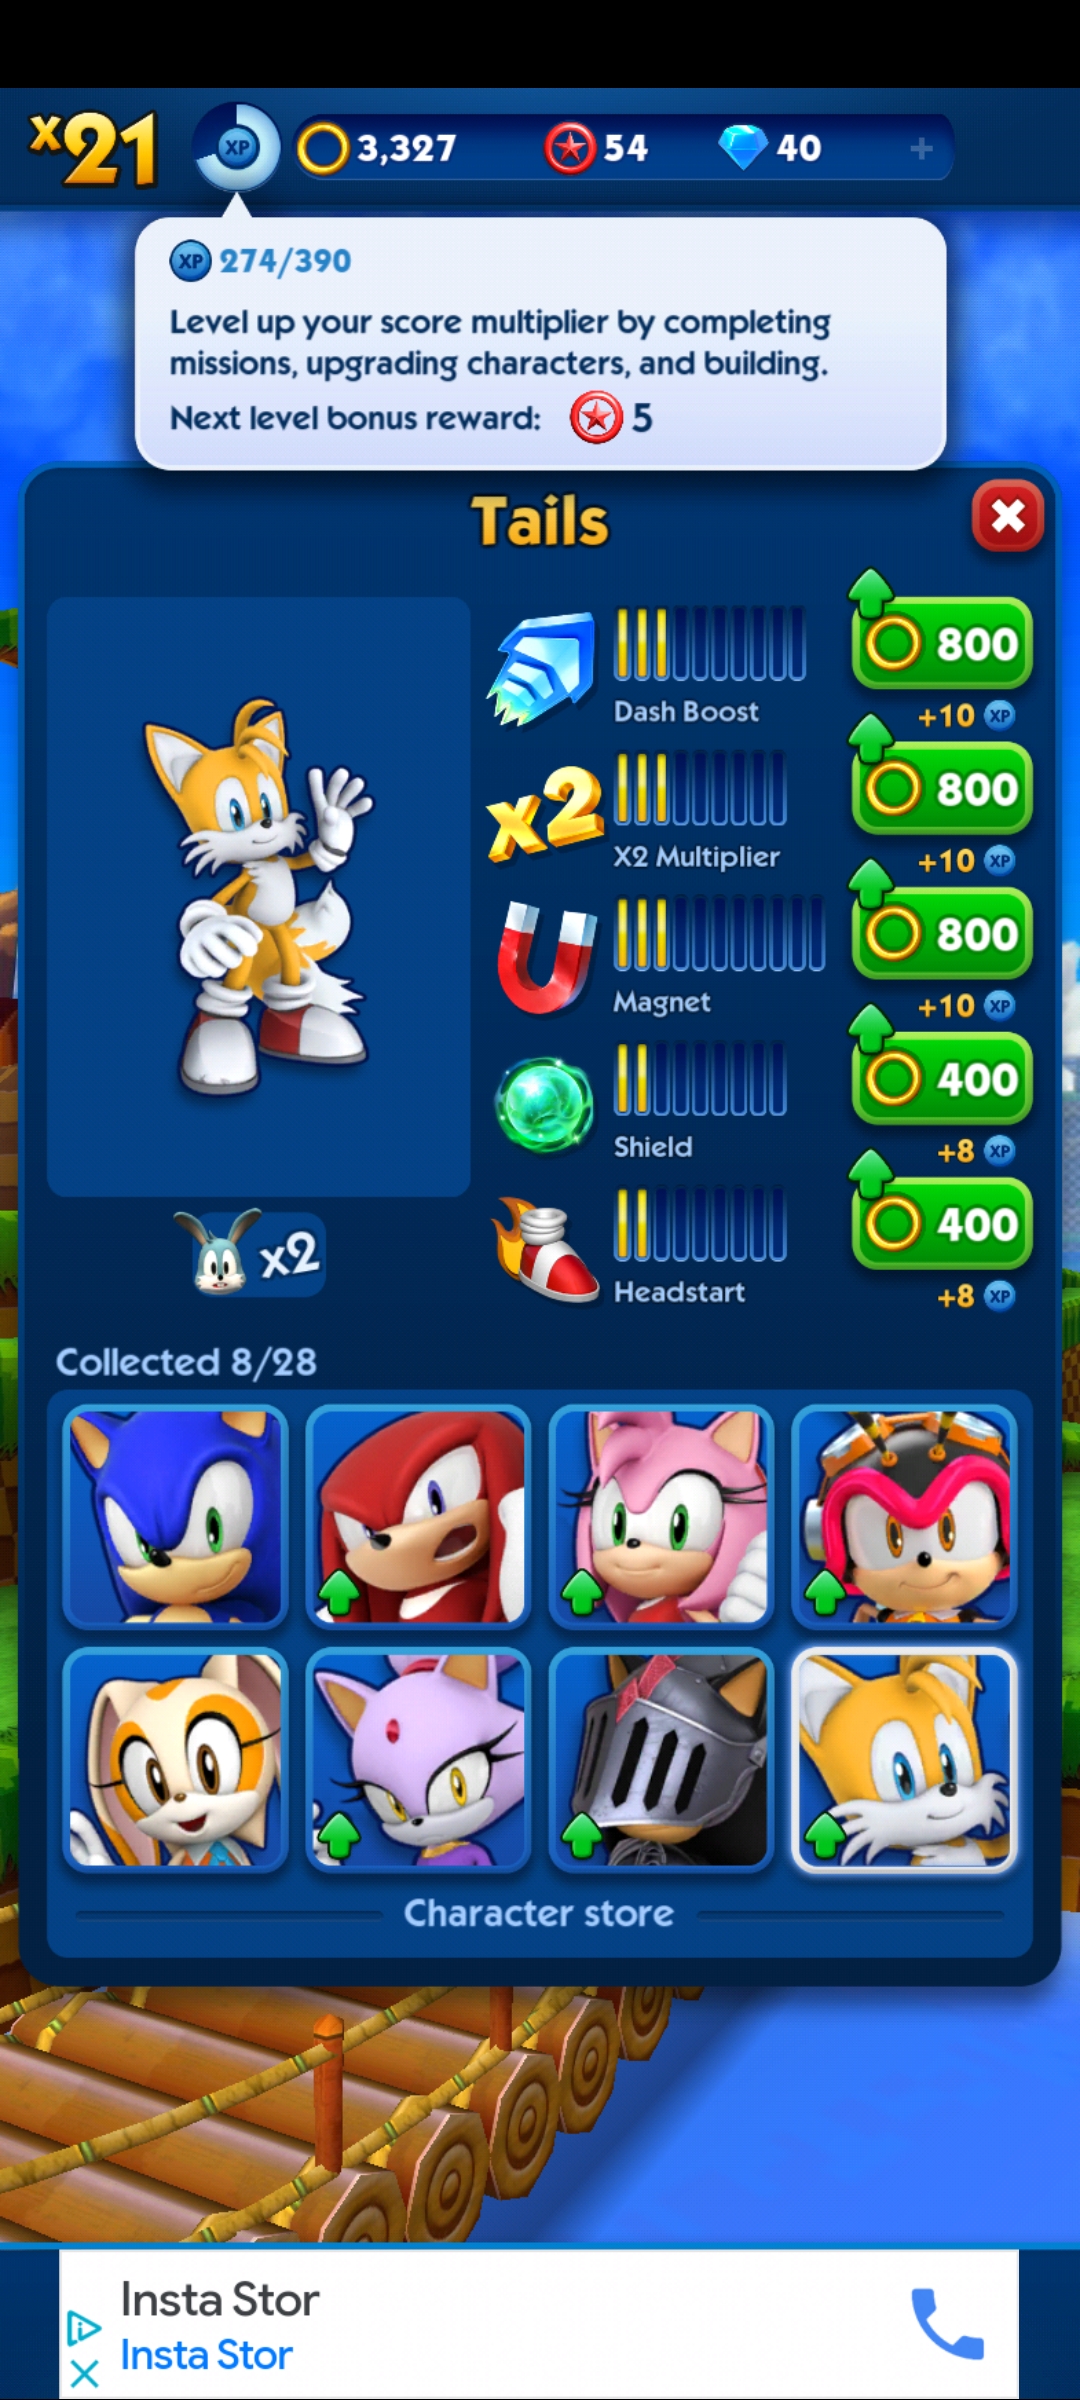 x21
XP
3,327
54
40
+
XP 274/390
Level up your score multiplier by completing
missions, upgrading characters, and building.
Next level bonus reward: 5
Tails
800
Dash Boost
+10 XP
x2
800
X2 Multiplier
+10 XP
800
Magnet
+10 XP
400
Shield
+8 XP
x2
400
Headstart
+8 XP
Collected 8/28
Character store
Insta Stor
Insta Stor